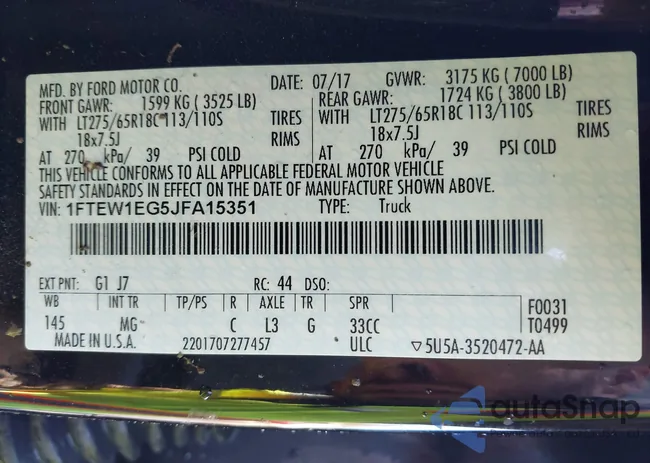 MFD. BY FORD MOTOR CO. DATE: 07/17 GVWR: 3175 KG ( 7000 LB)
FRONT GAWR: 1599 KG ( 3525 LB) REAR GAWR: 1724 KG ( 3800 LB)
WITH LT275/65R18C 113/110S TIRES WITH LT275/65R18C 113/110S TIRES
18x7.5J RIMS 18x7.5J RIMS
AT 270 kPa/ 39 PSI COLD AT 270 kPa/ 39 PSI COLD
THIS VEHICLE CONFORMS TO ALL APPLICABLE FEDERAL MOTOR VEHICLE
SAFETY STANDARDS IN EFFECT ON THE DATE OF MANUFACTURE SHOWN ABOVE.
VIN: 1FTEW1EG5JFA15351 TYPE: Truck
EXT PNT: G1 J7 RC: 44 DSO:
WB INT TR TP/PS R AXLE TR SPR F0031
145 MG C L3 G 33CC T0499
MADE IN U.S.A. 2201707277457 ULC ▽5U5A-3520472-AA
autoSnap